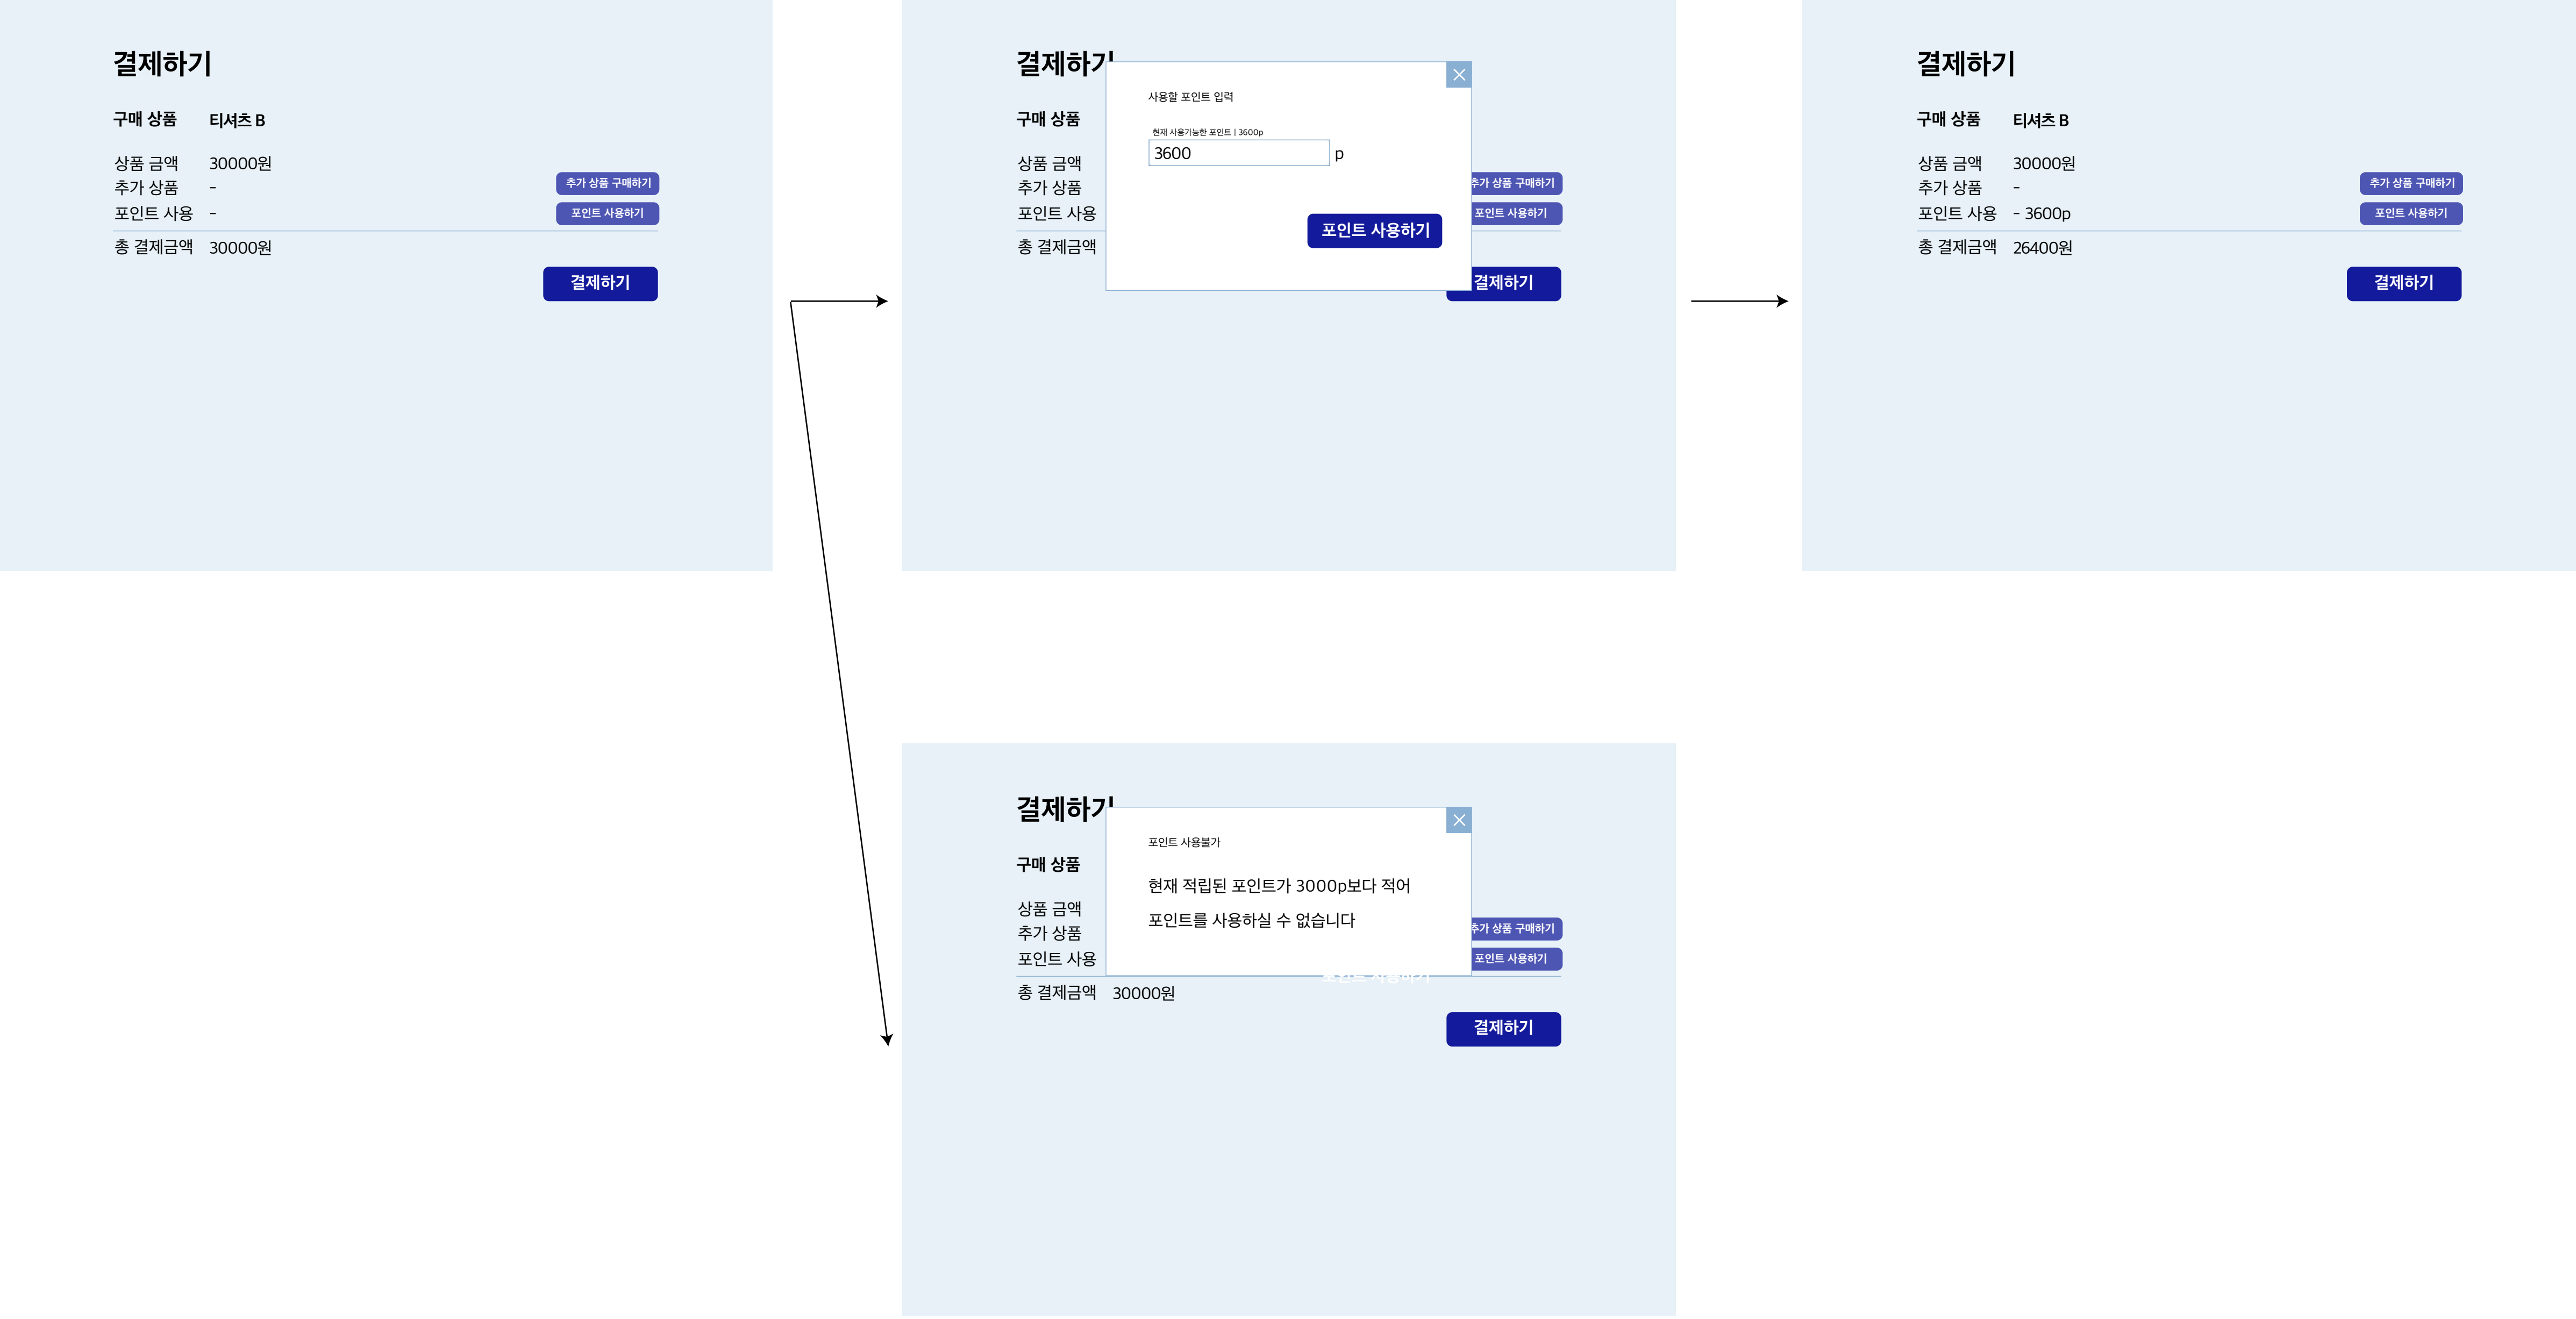 결제하기
구매 상품 티셔츠 B
상품 금액 30000원
추가 상품 -
추가 상품 구매하기
포인트 사용 -
포인트 사용하기
총 결제금액 30000원
결제하기
결제하기
구매 상품
상품 금액
추가 상품
포인트 사용
총 결제금액
사용할 포인트 입력
현재 사용가능한 포인트 | 3600p
3600 p
포인트 사용하기
추가 상품 구매하기
포인트 사용하기
결제하기
결제하기
구매 상품 티셔츠 B
상품 금액 30000원
추가 상품 -
추가 상품 구매하기
포인트 사용 - 3600p
포인트 사용하기
총 결제금액 26400원
결제하기
결제하기
구매 상품
상품 금액
추가 상품
포인트 사용
포인트 사용불가
현재 적립된 포인트가 3000p보다 적어
포인트를 사용하실 수 없습니다
추가 상품 구매하기
포인트 사용하기
포인트 사용하기
총 결제금액 30000원
결제하기